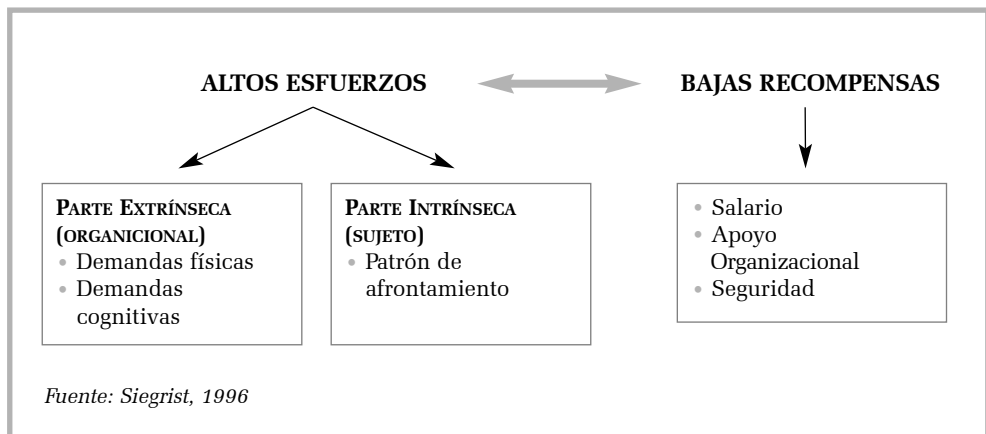 ALTOS ESFUERZOS
BAJAS RECOMPENSAS
PARTE EXTRÍNSECA
(ORGANICIONAL)
• Demandas físicas
• Demandas
cognitivas
PARTE INTRÍNSECA
(SUJETO)
• Patrón de
afrontamiento
• Salario
• Apoyo
Organizacional
• Seguridad
Fuente: Siegrist, 1996